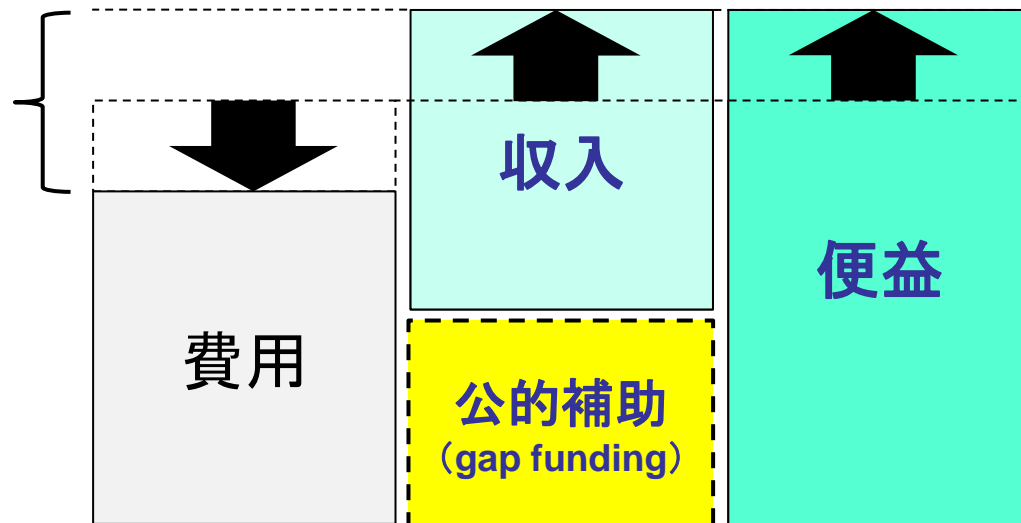 収入
便益
費用
公的補助
（gap funding）